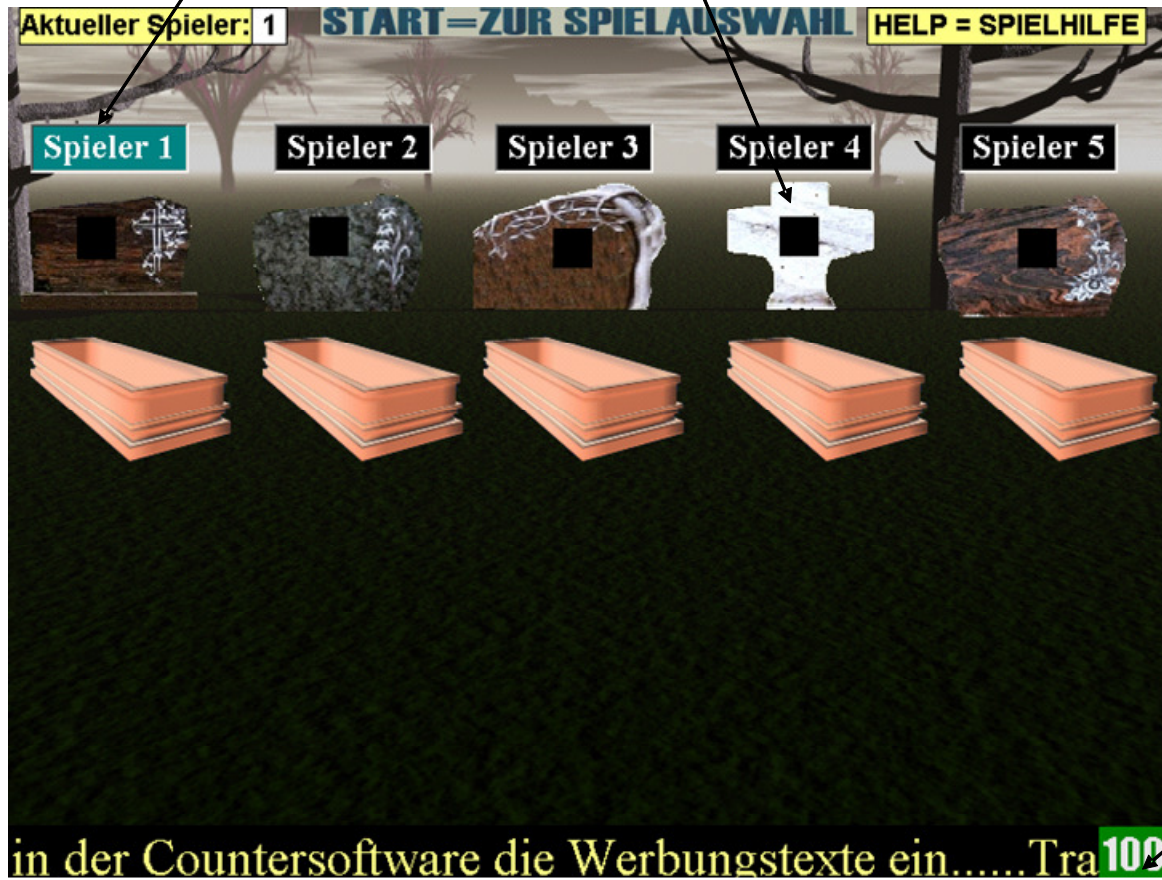 Aktueller Spieler: 1
START=ZUR SPIELAUSWAHL
HELP = SPIELHILFE
Spieler 1
Spieler 2
Spieler 3
Spieler 4
Spieler 5
in der Countersoftware die Werbungstexte ein......Tra
100